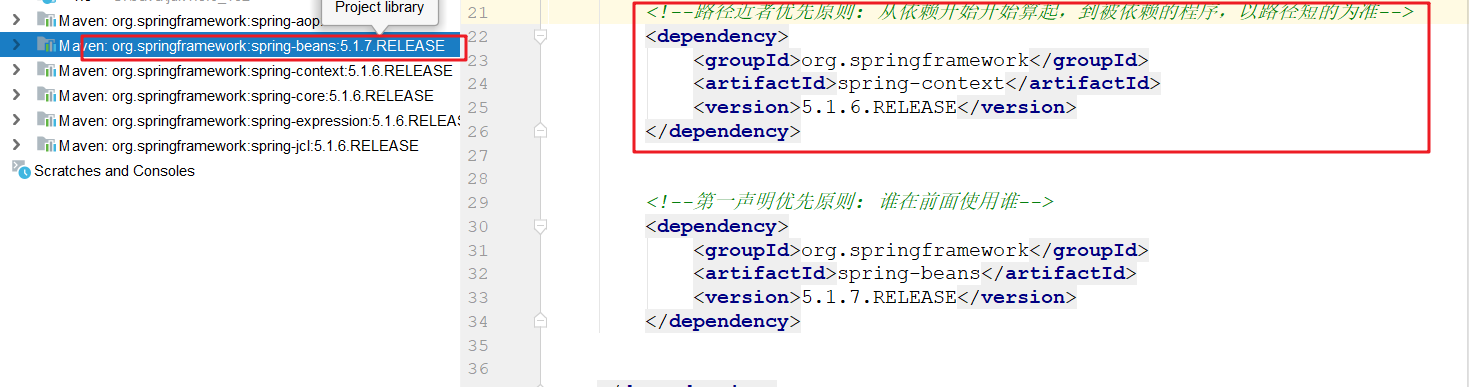 Project library
Maven: org.springframework:spring-aop
Maven: org.springframework:spring-beans:5.1.7.RELEASE
Maven: org.springframework:spring-context:5.1.6.RELEASE
Maven: org.springframework:spring-core:5.1.6.RELEASE
Maven: org.springframework:spring-expression:5.1.6.RELEAS
Maven: org.springframework:spring-jcl:5.1.6.RELEASE
Scratches and Consoles
21 <!--路径近者优先原则: 从依赖开始开始算起, 到被依赖的程序, 以路径短的为准-->
22 <dependency>
23 <groupId>org.springframework</groupId>
24 <artifactId>spring-context</artifactId>
25 <version>5.1.6.RELEASE</version>
26 </dependency>
27
28
29 <!--第一声明优先原则: 谁在前面使用谁-->
30 <dependency>
31 <groupId>org.springframework</groupId>
32 <artifactId>spring-beans</artifactId>
33 <version>5.1.7.RELEASE</version>
34 </dependency>
35
36